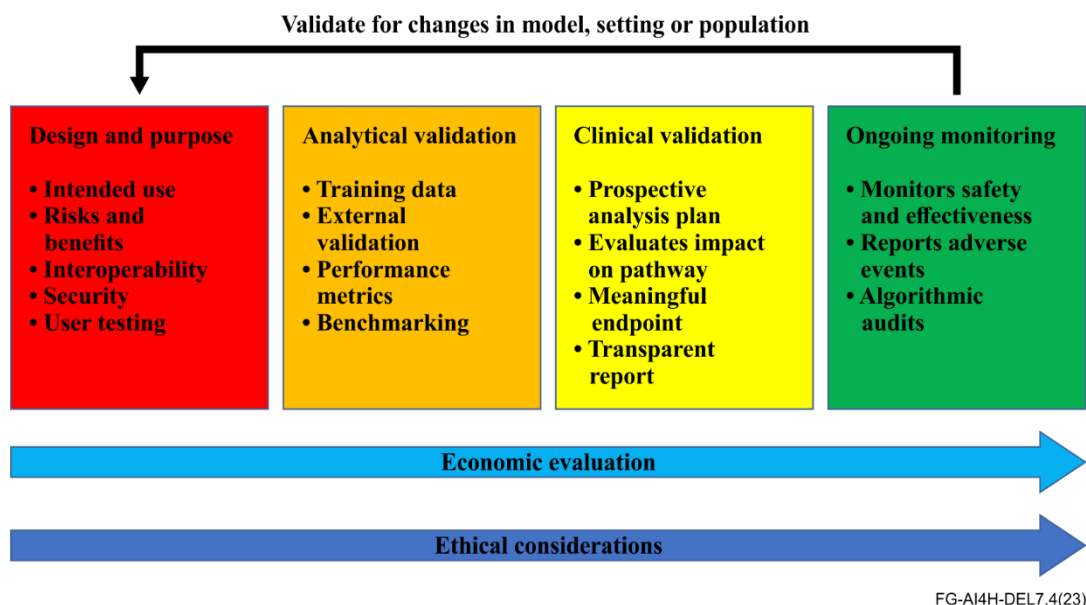 Validate for changes in model, setting or population
Design and purpose
• Intended use
• Risks and
benefits
• Interoperability
• Security
• User testing
Analytical validation
• Training data
• External
validation
• Performance
metrics
• Benchmarking
Clinical validation
• Prospective
analysis plan
• Evaluates impact
on pathway
• Meaningful
endpoint
• Transparent
report
Ongoing monitoring
• Monitors safety
and effectiveness
• Reports adverse
events
• Algorithmic
audits
Economic evaluation
Ethical considerations
FG-AI4H-DEL7.4(23)